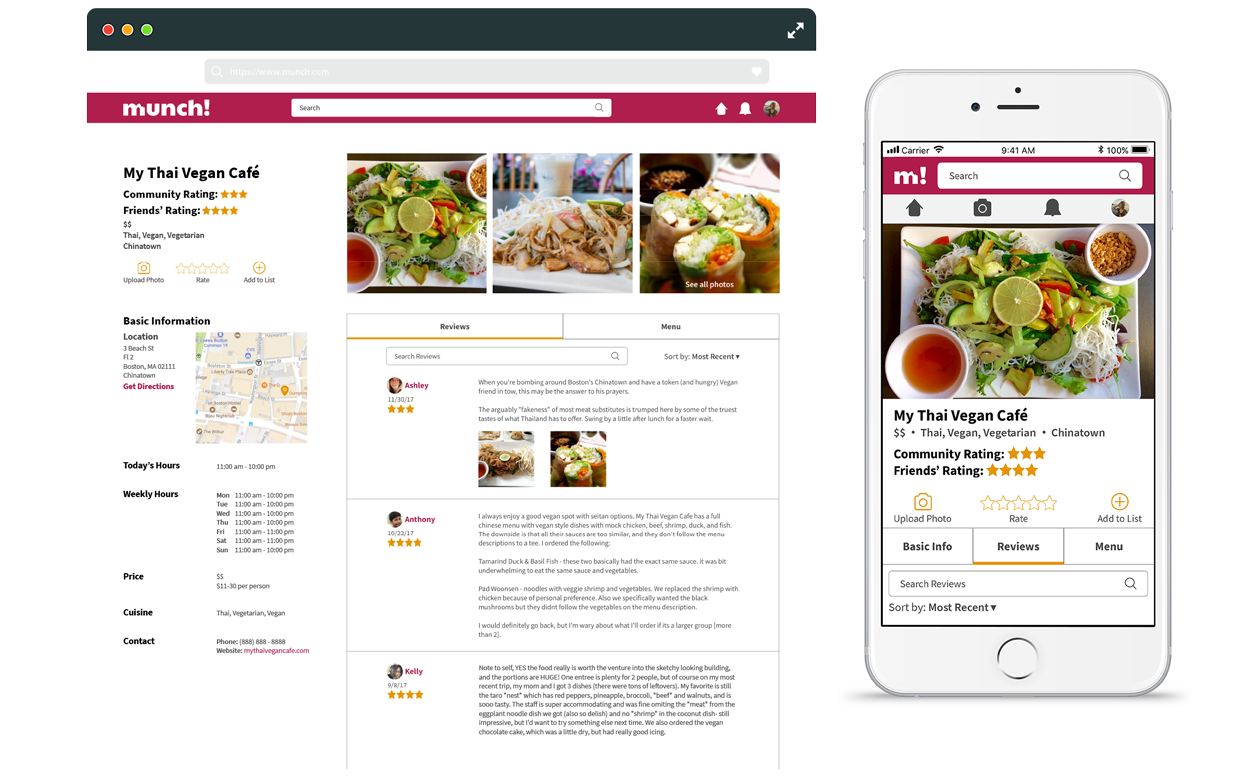 https://www.munch.com
munch!
Search
My Thai Vegan Café
Community Rating:
Friends' Rating:
$$
Thai, Vegan, Vegetarian
Chinatown
Upload Photo
Rate
Add to List
See all photos
Basic Information
Location
3 Beach St
Fl 2
Boston, MA 02111
Chinatown
Get Directions
Today's Hours
11:00 am - 10:00 pm
Weekly Hours
Mon 11:00 am - 10:00 pm
Tue 11:00 am - 10:00 pm
Wed 11:00 am - 10:00 pm
Thu 11:00 am - 10:00 pm
Fri 11:00 am - 11:00 pm
Sat 11:00 am - 11:00 pm
Sun 11:00 am - 10:00 pm
Price
$$
$11-30 per person
Cuisine
Thai, Vegetarian, Vegan
Contact
Phone: (888) 888 - 8888
Website: mythaivegancafe.com
Reviews
Menu
Search Reviews
Sort by: Most Recent ▾
Ashley
11/30/17
When you're bombing around Boston's Chinatown and have a token (and hungry) Vegan
friend in tow, this may be the answer to his prayers.
The arguably "fakeness" of most meat substitutes is trumped here by some of the truest
tastes of what Thailand has to offer. Swing by a little after lunch for a faster wait.
Anthony
10/22/17
I always enjoy a good vegan spot with seitan options. My Thai Vegan Cafe has a full
chinese menu with vegan style dishes with mock chicken, beef, shrimp, duck, and fish.
The downside is that all their sauces are too similar, and they don't follow the menu
descriptions to a tee. I ordered the following:
Tamarind Duck & Basil Fish - these two basically had the exact same sauce. it was bit
underwhelming to eat the same sauce and vegetables.
Pad Woonsen - noodles with veggie shrimp and vegetables. We replaced the shrimp with
chicken because of personal preference. Also we specifically wanted the black
mushrooms but they didnt follow the vegetables on the menu description.
I would definitely go back, but I'm wary about what I'll order if its a larger group [more
than 2].
Kelly
9/8/17
Note to self, YES the food really is worth the venture into the sketchy looking building,
and the portions are HUGE! One entree is plenty for 2 people, but of course on my most
recent trip, my mom and I got 3 dishes (there were tons of leftovers). My favorite is still
the taro "nest" which has red peppers, pineapple, broccoli, "beef" and walnuts, and is
sooo tasty. The staff is super accommodating and was fine omiting the "meat" from the
eggplant noodle dish we got (also so delish) and no "shrimp" in the coconut dish- still
impressive, but I'd want to try something else next time. We also ordered the vegan
chocolate cake, which was a little dry, but had really good icing.
Carrier
9:41 AM
100%
m!
Search
My Thai Vegan Café
$$ • Thai, Vegan, Vegetarian • Chinatown
Community Rating:
Friends' Rating:
Upload Photo
Rate
Add to List
Basic Info
Reviews
Menu
Search Reviews
Sort by: Most Recent ▾